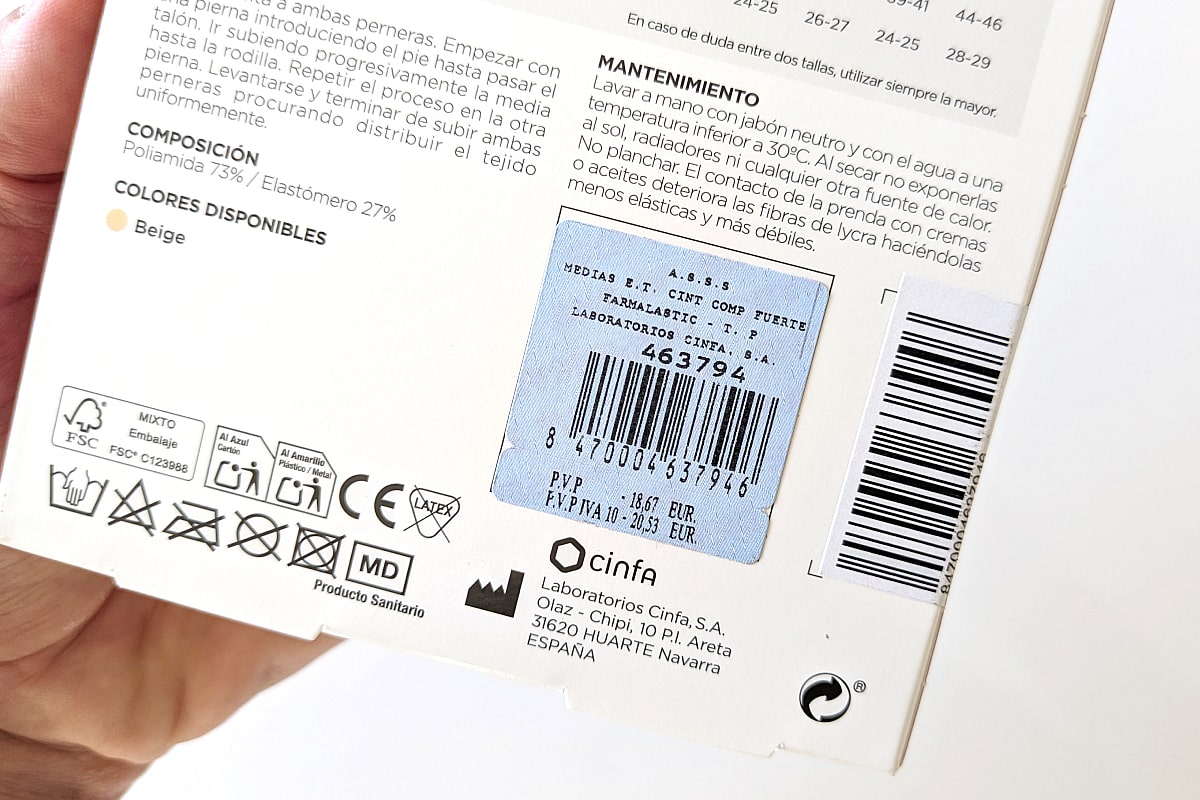 a ambas perneras. Empezar con
una pierna introduciendo el pie hasta pasar el
talón. Ir subiendo progresivamente la media
hasta la rodilla. Repetir el proceso en la otra
pierna. Levantarse y terminar de subir ambas
perneras procurando distribuir el tejido
uniformemente.
COMPOSICIÓN
Poliamida 73% / Elastómero 27%
COLORES DISPONIBLES
Beige
24-25 26-27 39-41 44-46
24-25 28-29
En caso de duda entre dos tallas, utilizar siempre la mayor.
MANTENIMIENTO
Lavar a mano con jabón neutro y con el agua a una
temperatura inferior a 30ºC. Al secar no exponerlas
al sol, radiadores ni cualquier otra fuente de calor.
No planchar. El contacto de la prenda con cremas
o aceites deteriora las fibras de lycra haciéndolas
menos elásticas y más débiles.
A.S.S.S
MEDIAS E.T. CINT COMP FUERTE
FARMALASTIC - T. P
LABORATORIOS CINFA, S.A.
463794
8 470004 637946
P.V.P - 18,67 EUR.
P.V.P IVA 10 - 20,53 EUR.
FSC®
MIXTO
Embalaje
FSC® C123988
Al Azul
Cartón
Al Amarillo
Plástico / Metal
CE
LATEX
MD
Producto Sanitario
cinfa
Laboratorios Cinfa, S.A.
Olaz - Chipi, 10 P.I. Areta
31620 HUARTE Navarra
ESPAÑA
®